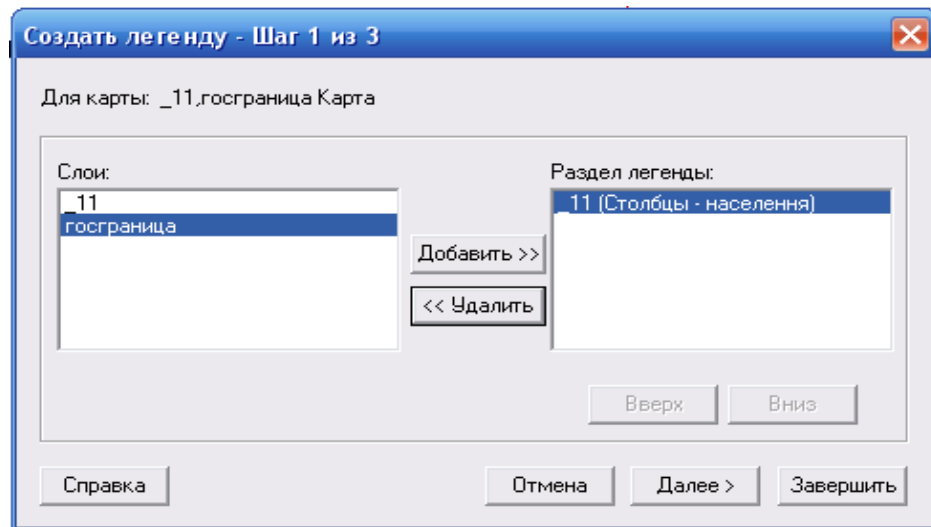 Создать легенду - Шаг 1 из 3
Для карты: _11,госграница Карта
Слои:
_11
госграница
Добавить >>
<< Удалить
Раздел легенды:
_11 (Столбцы - населення)
Вверх
Вниз
Справка
Отмена
Далее >
Завершить